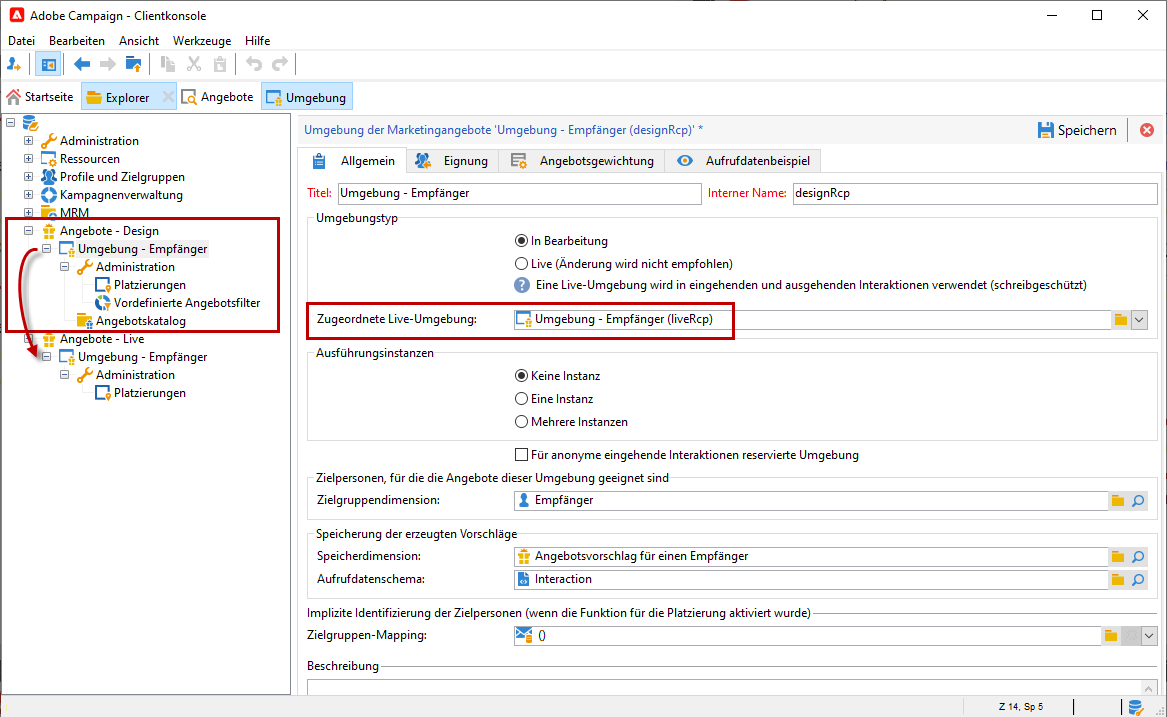 Adobe Campaign - Clientkonsole
Datei Bearbeiten Ansicht Werkzeuge Hilfe
Startseite Explorer Angebote Umgebung
Administration
Ressourcen
Profile und Zielgruppen
Kampagnenverwaltung
MRM
Angebote - Design
Umgebung - Empfänger
Administration
Platzierungen
Vordefinierte Angebotsfilter
Angebotskatalog
Angebote - Live
Umgebung - Empfänger
Administration
Platzierungen
Umgebung der Marketingangebote 'Umgebung - Empfänger (designRcp)' *
Speichern
Allgemein Eignung Angebotsgewichtung Aufrufdatenbeispiel
Titel: Umgebung - Empfänger Interner Name: designRcp
Umgebungstyp
In Bearbeitung
Live (Änderung wird nicht empfohlen)
? Eine Live-Umgebung wird in eingehenden und ausgehenden Interaktionen verwendet (schreibgeschützt)
Zugeordnete Live-Umgebung: Umgebung - Empfänger (liveRcp)
Ausführungsinstanzen
Keine Instanz
Eine Instanz
Mehrere Instanzen
Für anonyme eingehende Interaktionen reservierte Umgebung
Zielpersonen, für die die Angebote dieser Umgebung geeignet sind
Zielgruppendimension: Empfänger
Speicherung der erzeugten Vorschläge
Speicherdimension: Angebotsvorschlag für einen Empfänger
Aufrufdatenschema: Interaction
Implizite Identifizierung der Zielpersonen (wenn die Funktion für die Platzierung aktiviert wurde)
Zielgruppen-Mapping: ()
Beschreibung
Z 14, Sp 5